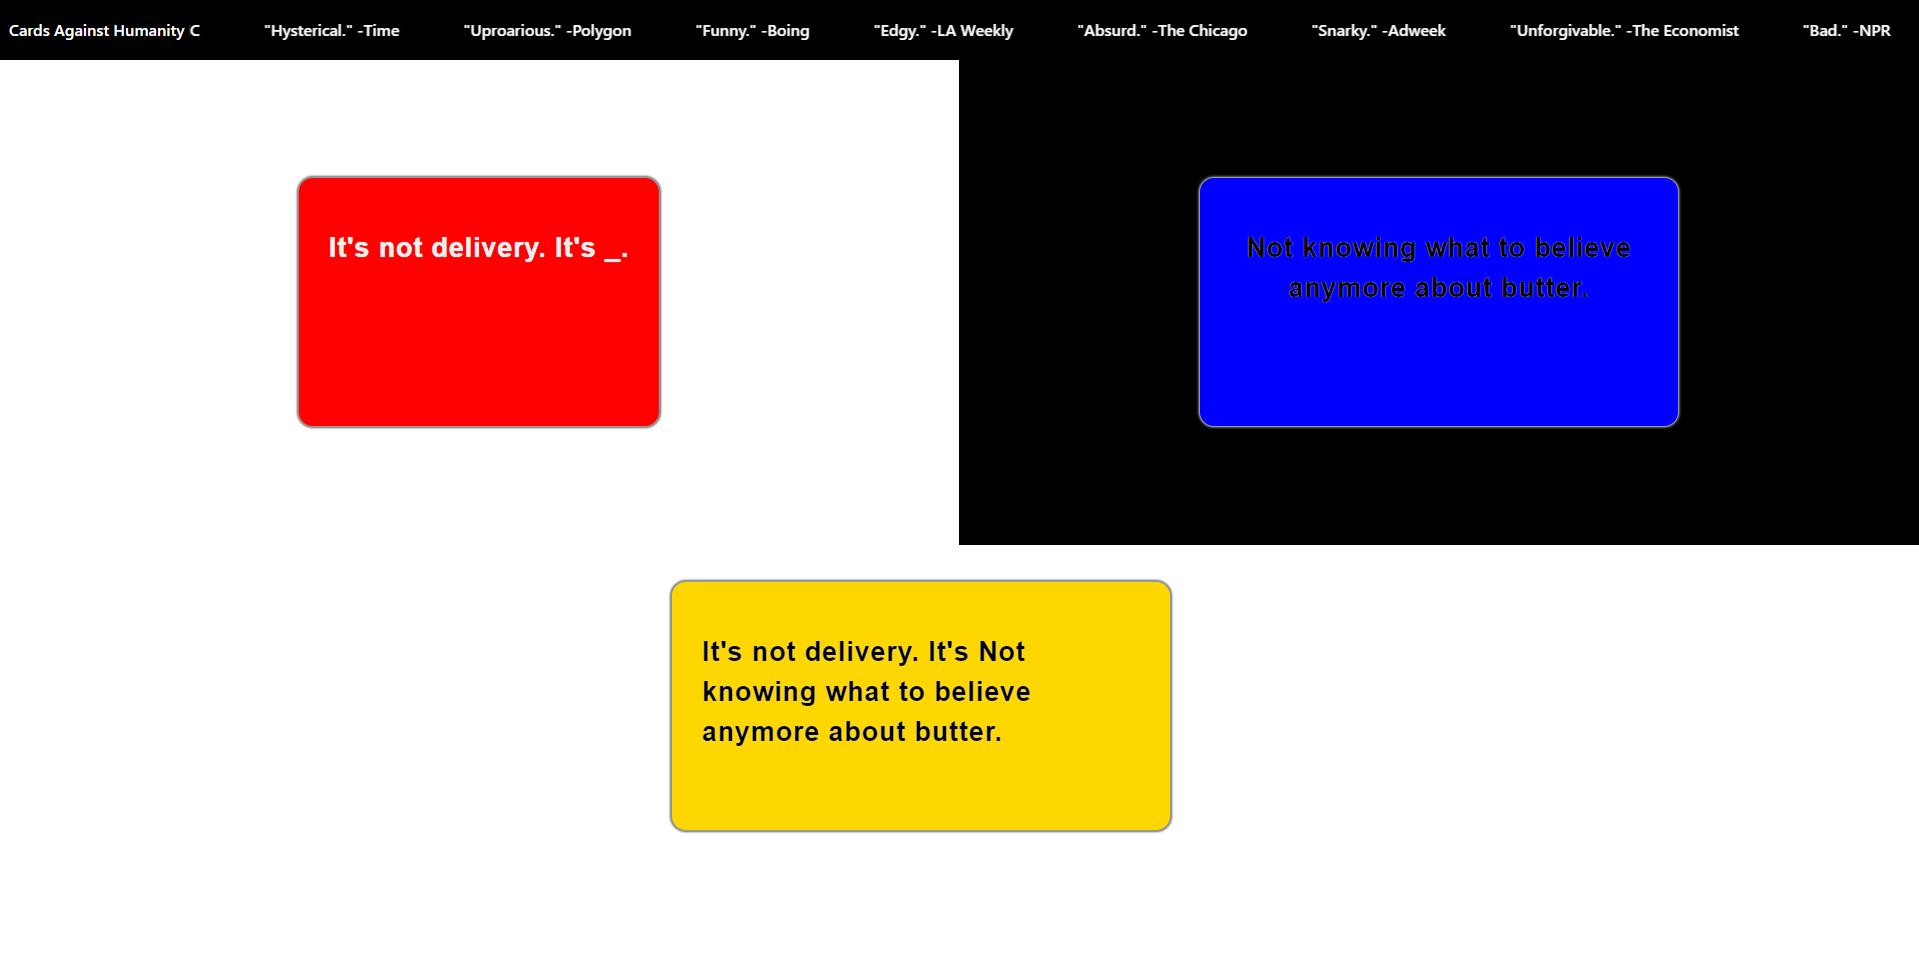 Cards Against Humanity C
"Hysterical." -Time
"Uproarious." -Polygon
"Funny." -Boing
"Edgy." -LA Weekly
"Absurd." -The Chicago
"Snarky." -Adweek
"Unforgivable." -The Economist
"Bad." -NPR
It's not delivery. It's _.
Not knowing what to believe
anymore about butter.
It's not delivery. It's Not
knowing what to believe
anymore about butter.